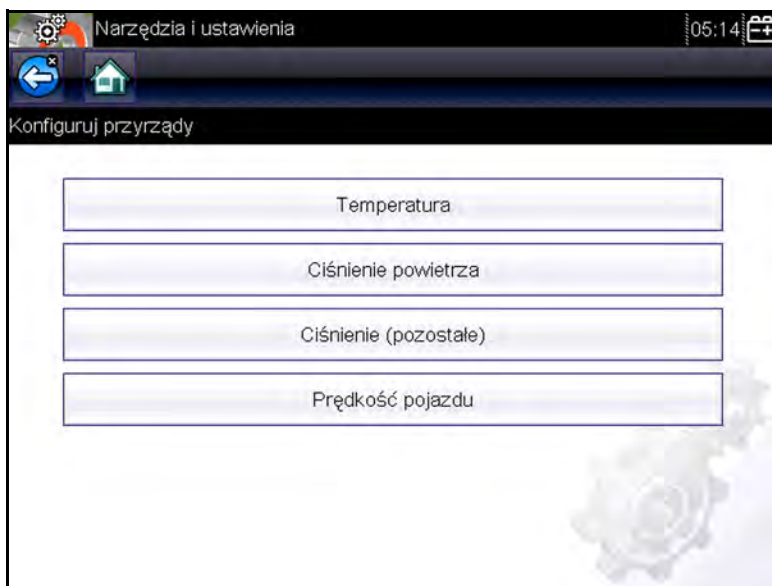 Narzędzia i ustawienia
05:14
Konfiguruj przyrządy
Temperatura
Ciśnienie powietrza
Ciśnienie (pozostałe)
Prędkość pojazdu